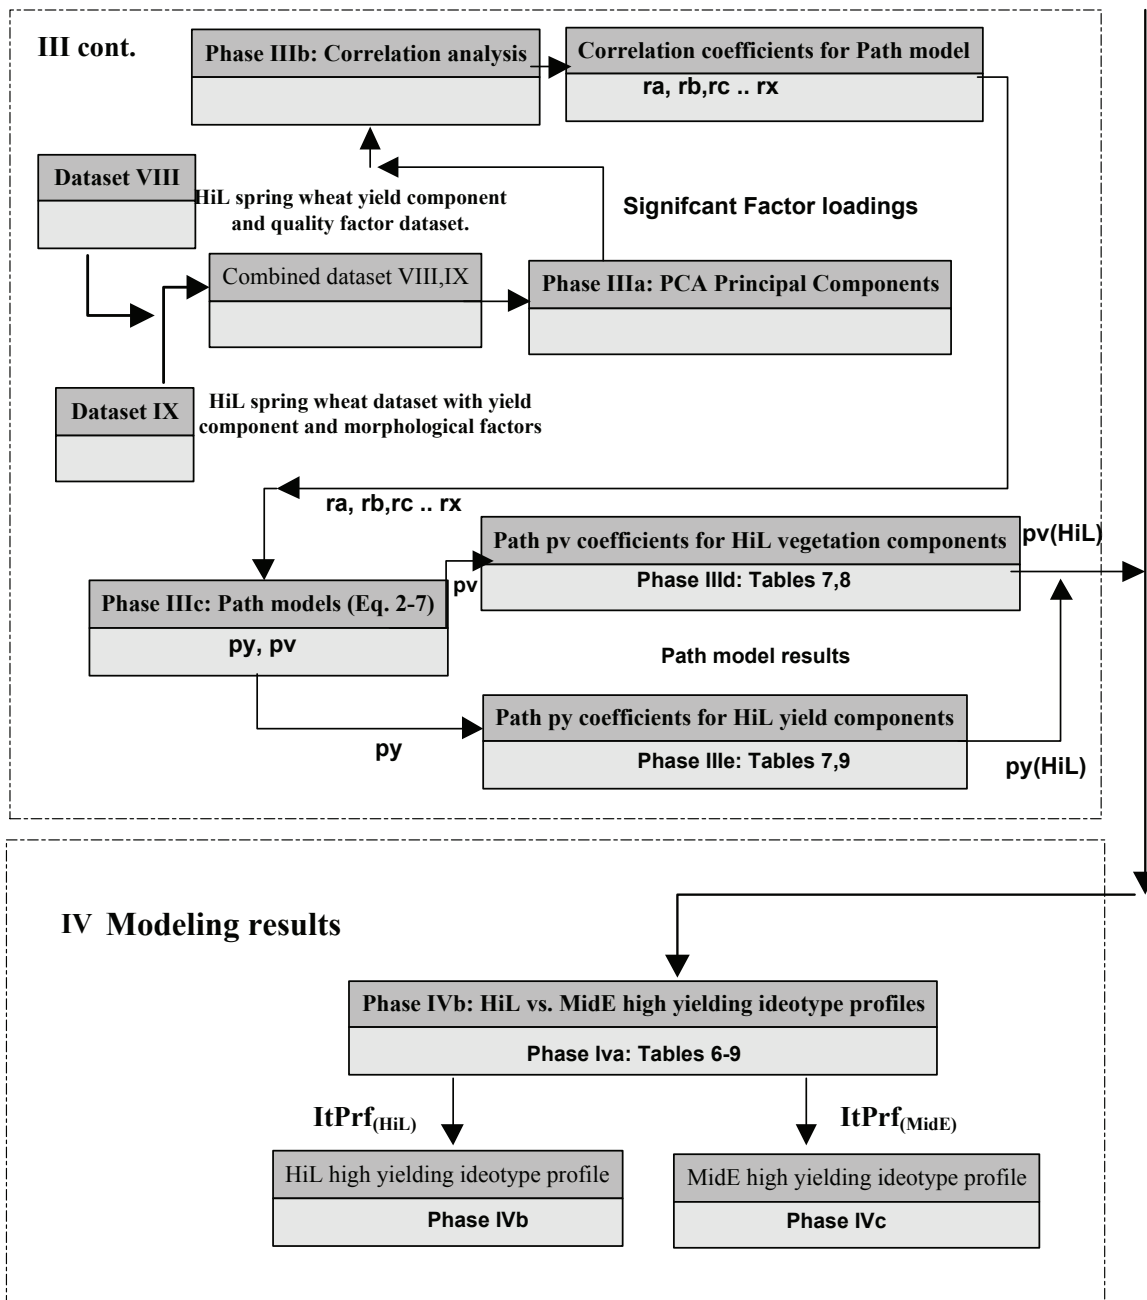 III cont.
Phase IIIb: Correlation analysis
Correlation coefficients for Path model
ra, rb,rc .. rx
Dataset VIII
HiL spring wheat yield component
and quality factor dataset.
Signifcant Factor loadings
Combined dataset VIII,IX
Phase IIIa: PCA Principal Components
Dataset IX
HiL spring wheat dataset with yield
component and morphological factors
ra, rb,rc .. rx
Path pv coefficients for HiL vegetation components
pv(HiL)
Phase IIId: Tables 7,8
pv
Phase IIIc: Path models (Eq. 2-7)
py, pv
Path model results
Path py coefficients for HiL yield components
py
Phase IIIe: Tables 7,9
py(HiL)
IV Modeling results
Phase IVb: HiL vs. MidE high yielding ideotype profiles
Phase Iva: Tables 6-9
ItPrf(HiL)
ItPrf(MidE)
HiL high yielding ideotype profile
Phase IVb
MidE high yielding ideotype profile
Phase IVc